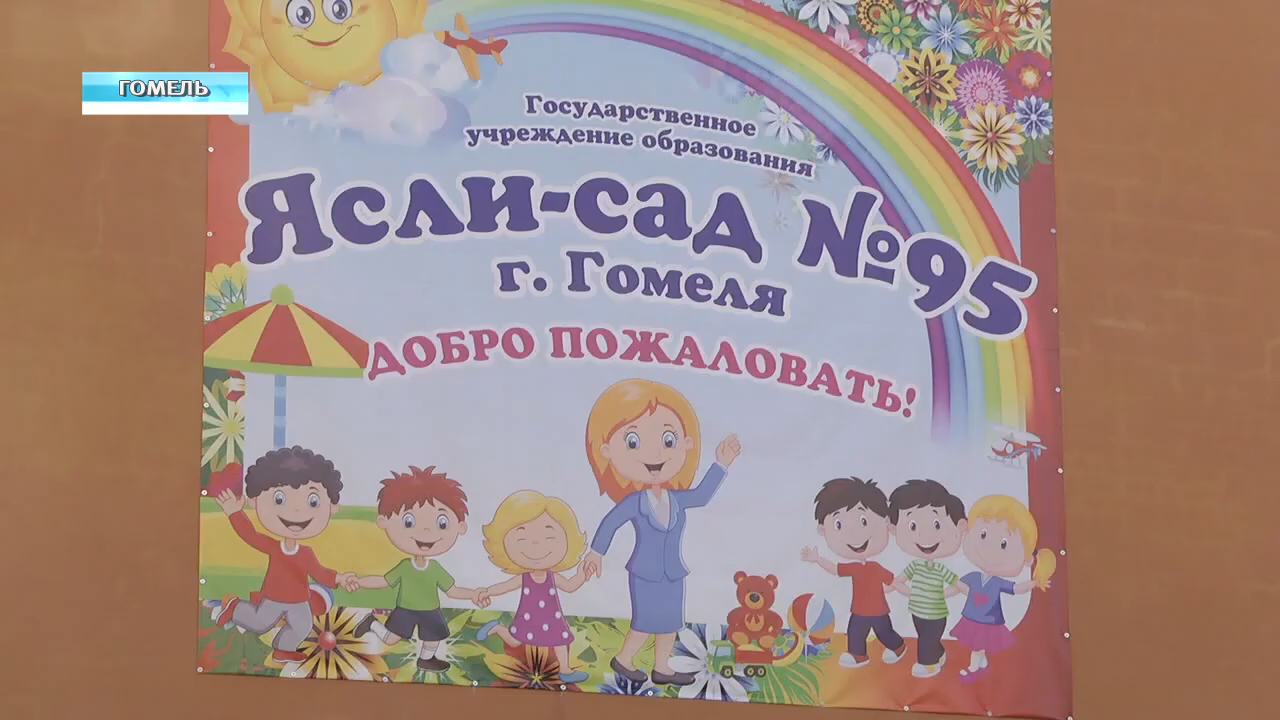 ГОМЕЛЬ
Государственное
учреждение образования
Ясли-сад №95
г. Гомеля
ДОБРО ПОЖАЛОВАТЬ!